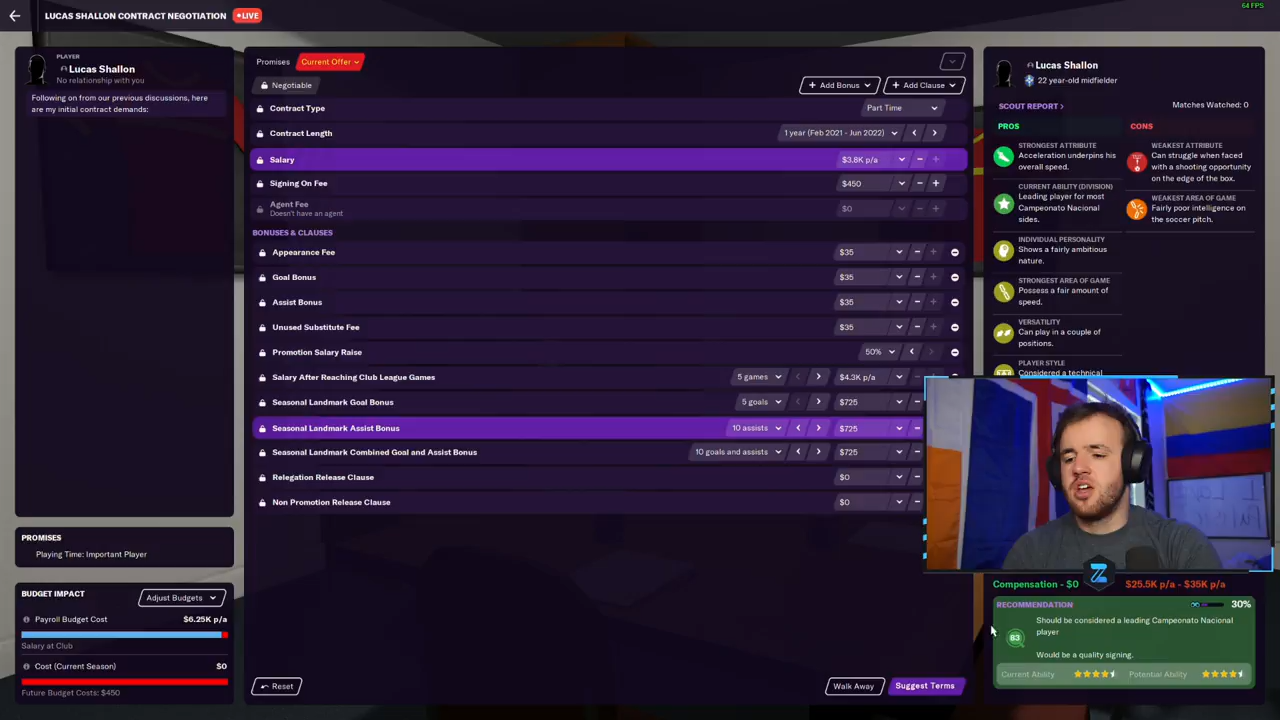 64 FPS
LUCAS SHALLON CONTRACT NEGOTIATION LIVE
PLAYER
Lucas Shallon
No relationship with you
Following on from our previous discussions, here
are my initial contract demands:
PROMISES
Playing Time: Important Player
BUDGET IMPACT
Adjust Budgets
Payroll Budget Cost $6.25K p/a
Salary at Club
Cost (Current Season) $0
Future Budget Costs: $450
Promises Current Offer
Negotiable + Add Bonus + Add Clause
Contract Type Part Time
Contract Length 1 year (Feb 2021 - Jun 2022)
Salary $3.8K p/a
Signing On Fee $450
Agent Fee $0
Doesn't have an agent
BONUSES & CLAUSES
Appearance Fee $35
Goal Bonus $35
Assist Bonus $35
Unused Substitute Fee $35
Promotion Salary Raise 50%
Salary After Reaching Club League Games 5 games $4.3K p/a
Seasonal Landmark Goal Bonus 5 goals $725
Seasonal Landmark Assist Bonus 10 assists $725
Seasonal Landmark Combined Goal and Assist Bonus 10 goals and assists $725
Relegation Release Clause $0
Non Promotion Release Clause $0
Reset
Walk Away
Suggest Terms
Lucas Shallon
22 year-old midfielder
SCOUT REPORT > Matches Watched: 0
PROS
STRONGEST ATTRIBUTE
Acceleration underpins his
overall speed.
CURRENT ABILITY (DIVISION)
Leading player for most
Campeonato Nacional
sides.
INDIVIDUAL PERSONALITY
Shows a fairly ambitious
nature.
STRONGEST AREA OF GAME
Possess a fair amount of
speed.
VERSATILITY
Can play in a couple of
positions.
PLAYER STYLE
Considered a technical
CONS
WEAKEST ATTRIBUTE
Can struggle when faced
with a shooting opportunity
on the edge of the box.
WEAKEST AREA OF GAME
Fairly poor intelligence on
the soccer pitch.
Compensation - $0 $25.5K p/a - $35K p/a
RECOMMENDATION 30%
B3
Should be considered a leading Campeonato Nacional
player
Would be a quality signing.
Current Ability Potential Ability